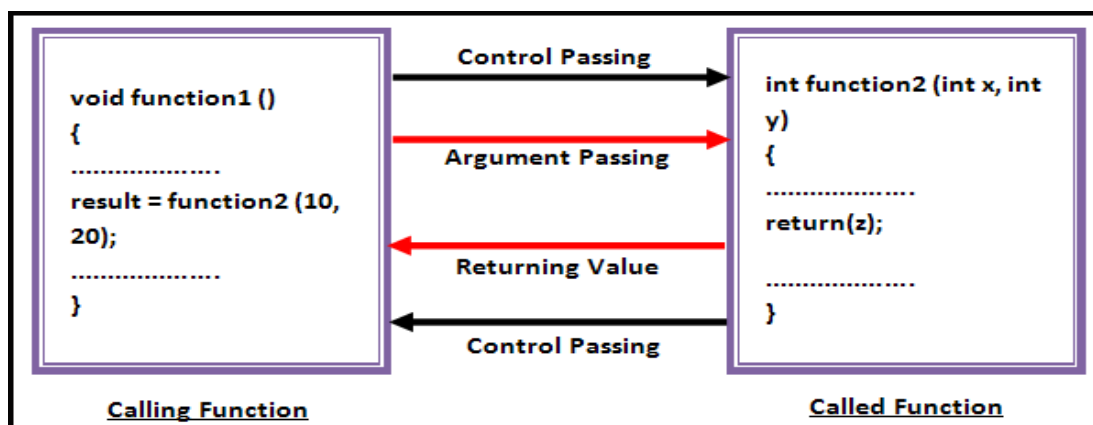 void function1 ()
{
....................
result = function2 (10,
20);
....................
}
Calling Function
Control Passing
Argument Passing
Returning Value
Control Passing
int function2 (int x, int
y)
{
....................
return(z);
....................
}
Called Function